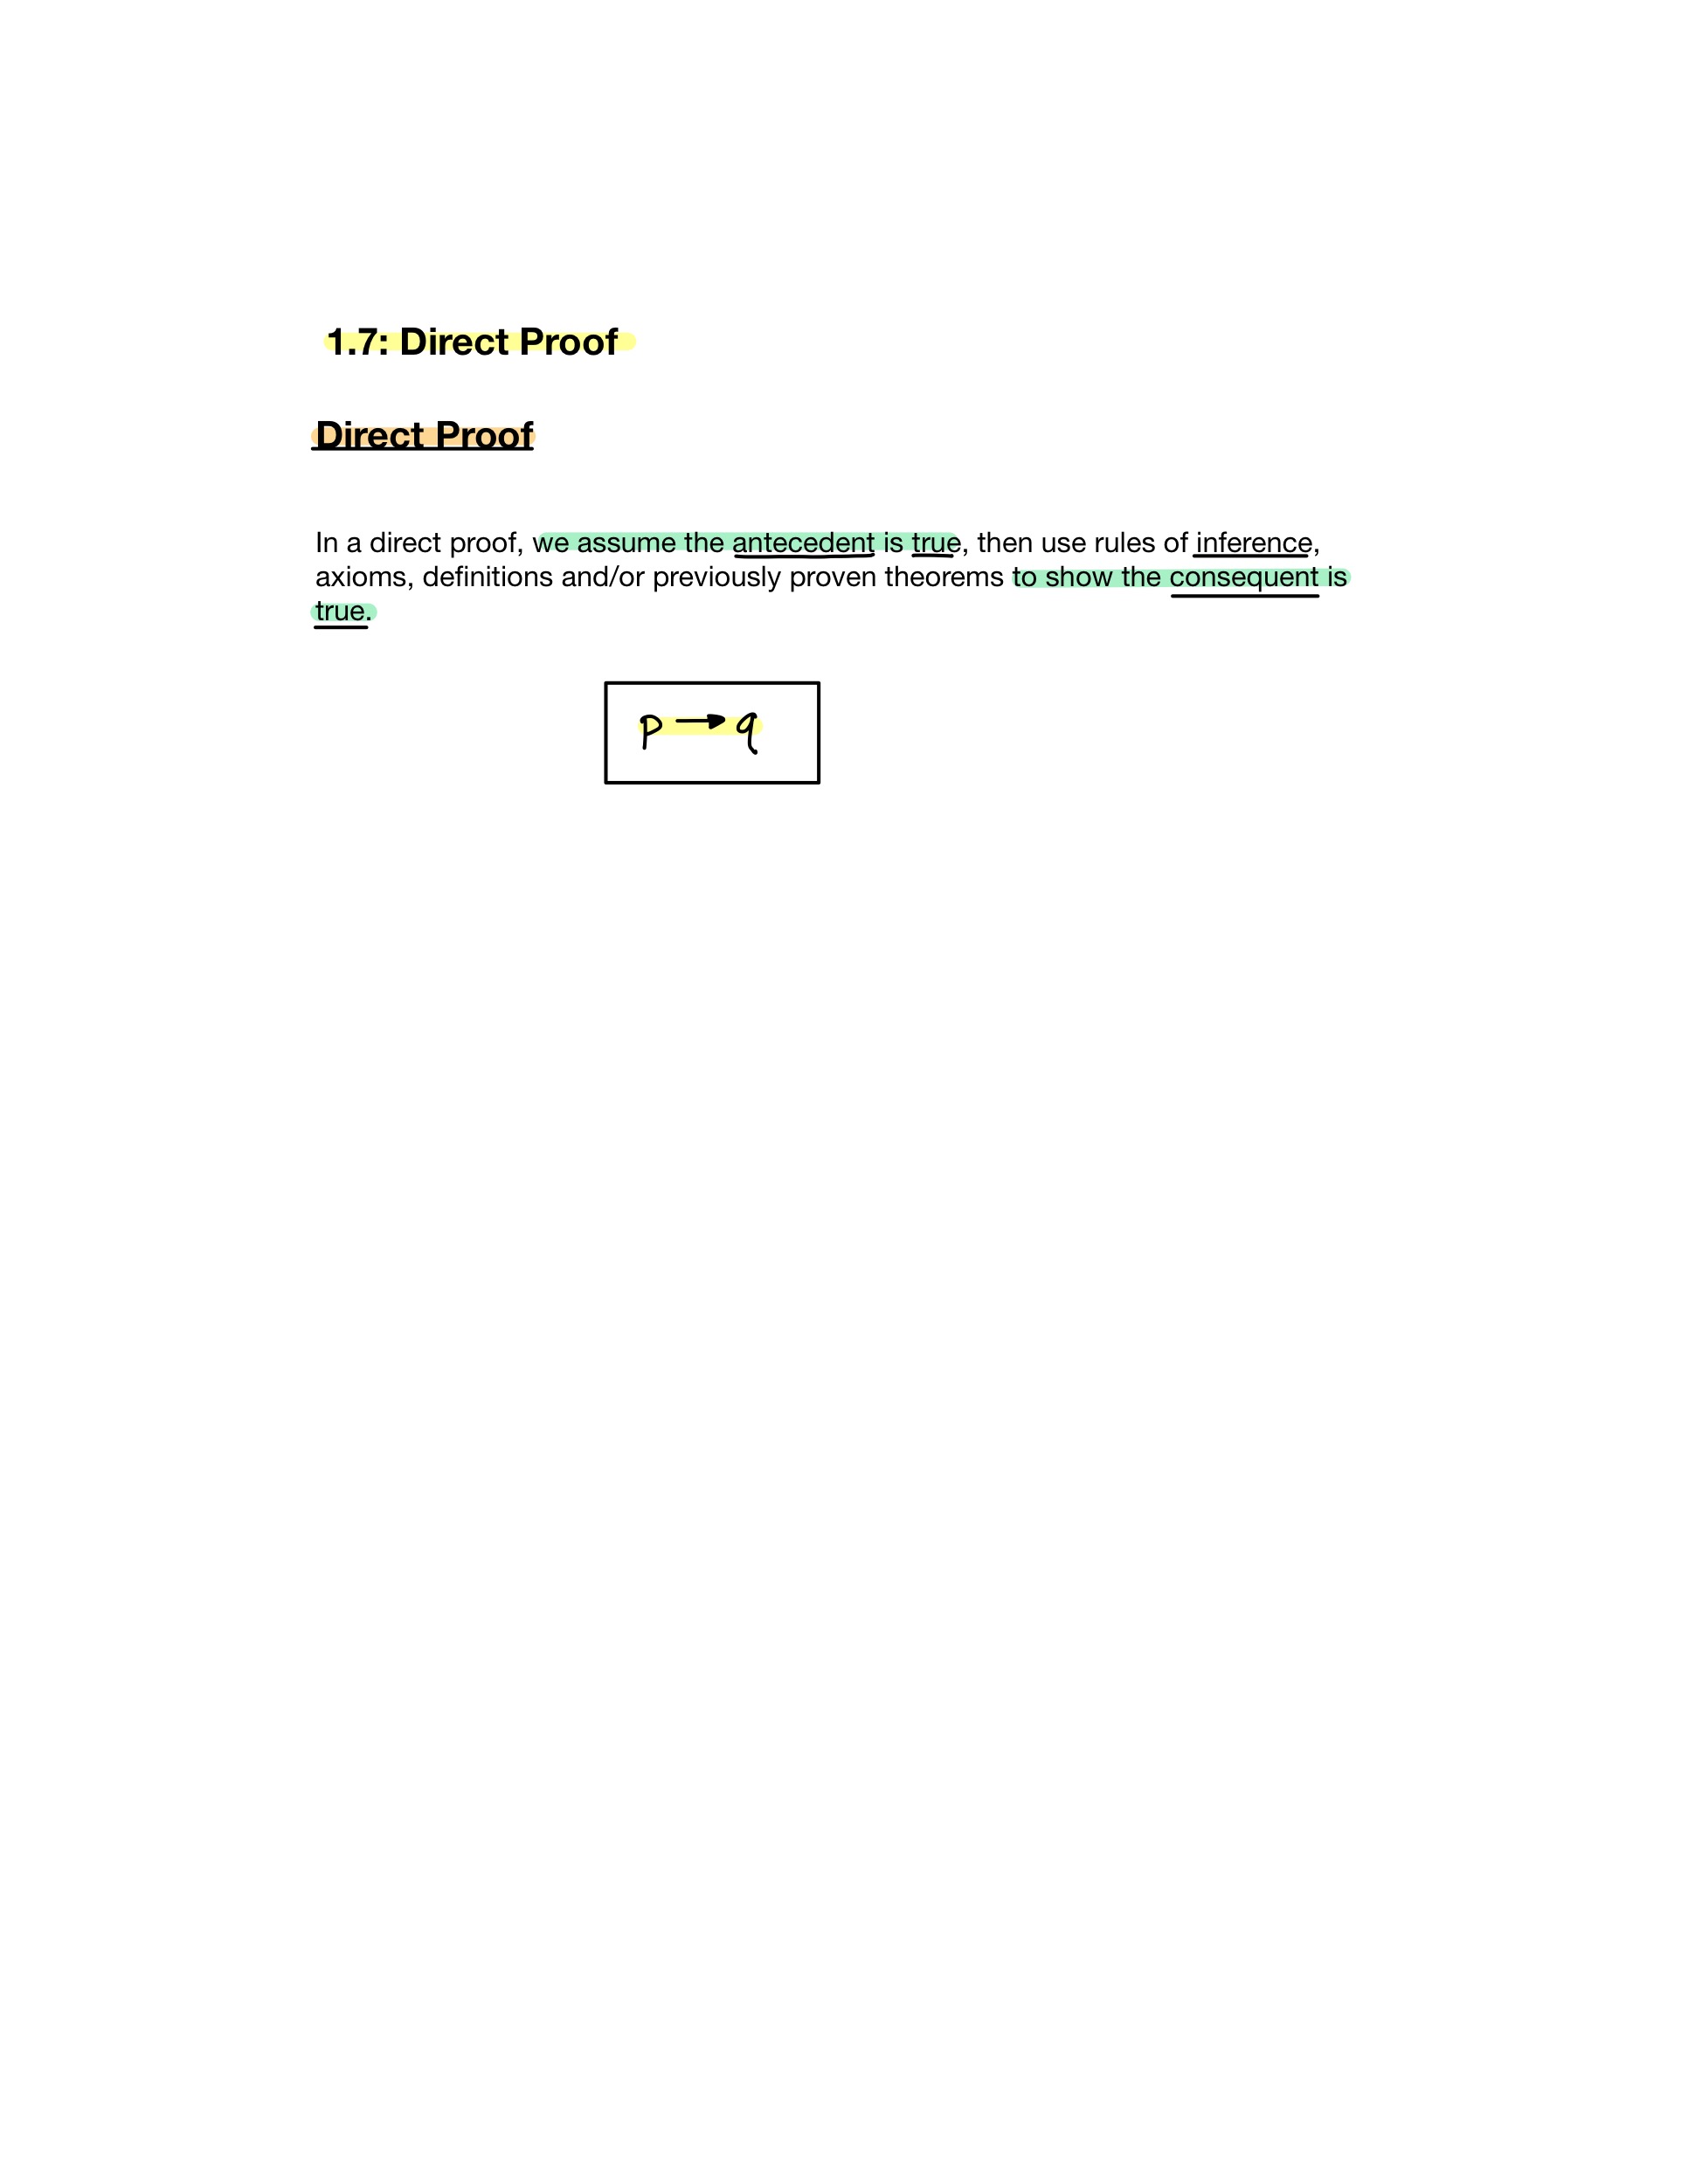 1.7: Direct Proof
Direct Proof
In a direct proof, we assume the antecedent is true, then use rules of inference,
axioms, definitions and/or previously proven theorems to show the consequent is
true.
p → q